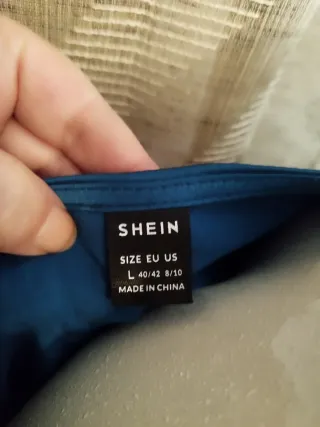 SHEIN
SIZE EU US
L 40/42 8/10
MADE IN CHINA